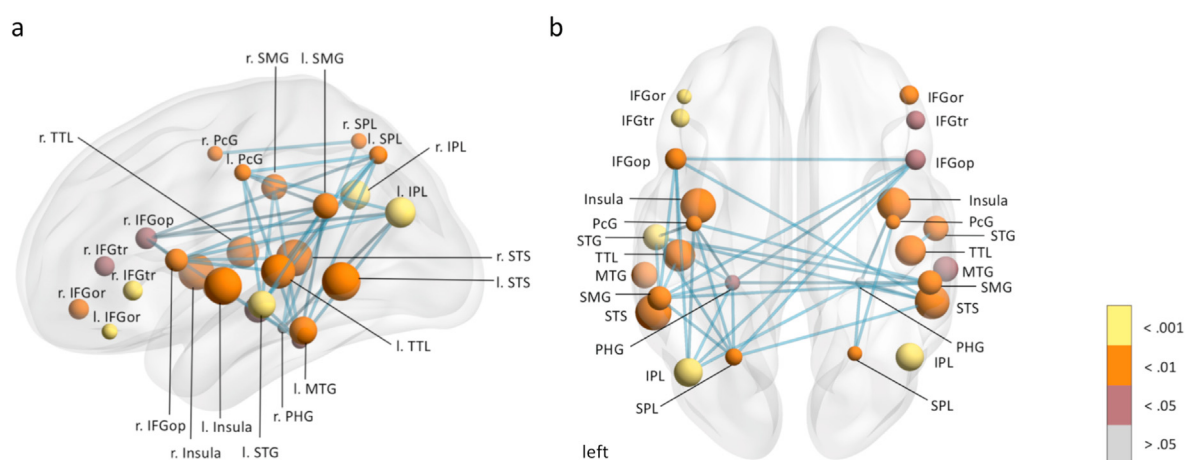 a
r. SMG
l. SMG
r. TTL
r. PcG
l. PcG
r. SPL
l. SPL
r. IPL
l. IPL
r. IFGop
r. IFGtr
r. IFGtr
r. IFGor
l. IFGor
r. STS
l. STS
l. TTL
l. MTG
r. PHG
r. IFGop
l. Insula
r. Insula
l. STG
b
IFGor
IFGtr
IFGop
Insula
PcG
STG
TTL
MTG
SMG
STS
PHG
IPL
SPL
left
IFGor
IFGtr
IFGop
Insula
PcG
STG
TTL
MTG
SMG
STS
PHG
IPL
SPL
< .001
< .01
< .05
> .05